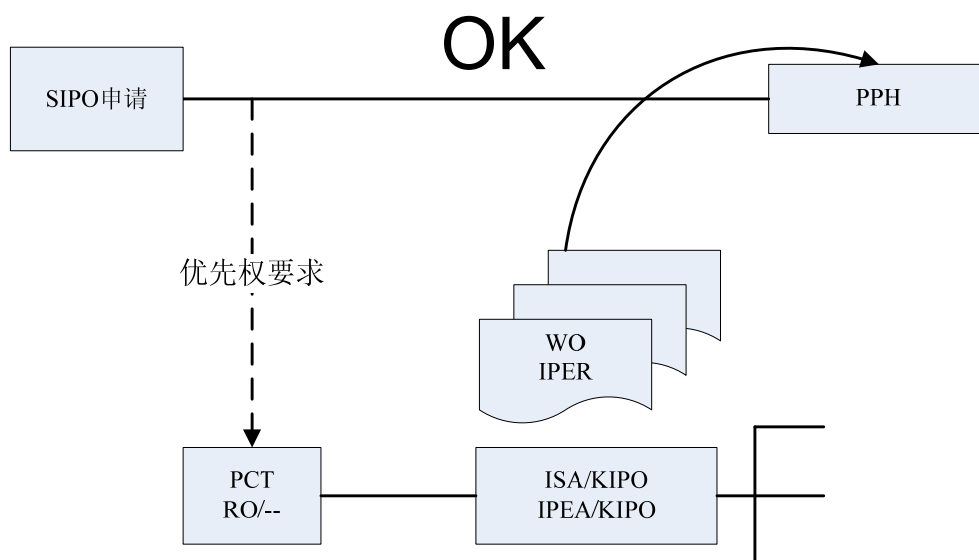 OK
SIPO申请
PPH
优先权要求
WO
IPER
PCT
RO/--
ISA/KIPO
IPEA/KIPO